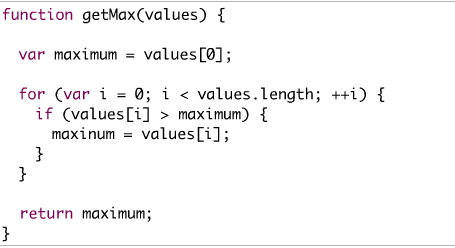 function getMax(values) {
var maximum = values[0];
for (var i = 0; i < values.length; ++i) {
if (values[i] > maximum) {
maxinum = values[i];
}
}
return maximum;
}